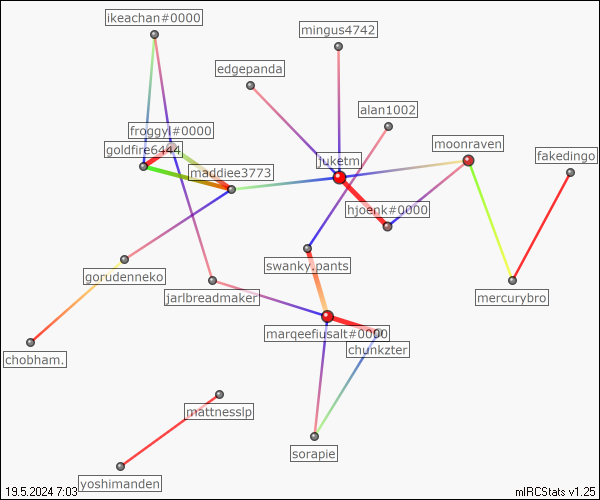 ikeachan#0000
mingus4742
edgepanda
alan1002
froggyl#0000
goldfire6444
moonraven
fakedingo
juketm
maddiee3773
hjoenk#0000
swanky.pants
gorudenneko
jarlbreadmaker
mercurybro
marqeefiusalt#0000
chunkzter
chobham.
mattnesslp
sorapie
yoshimanden
19.5.2024 7:03
mIRCStats v1.25